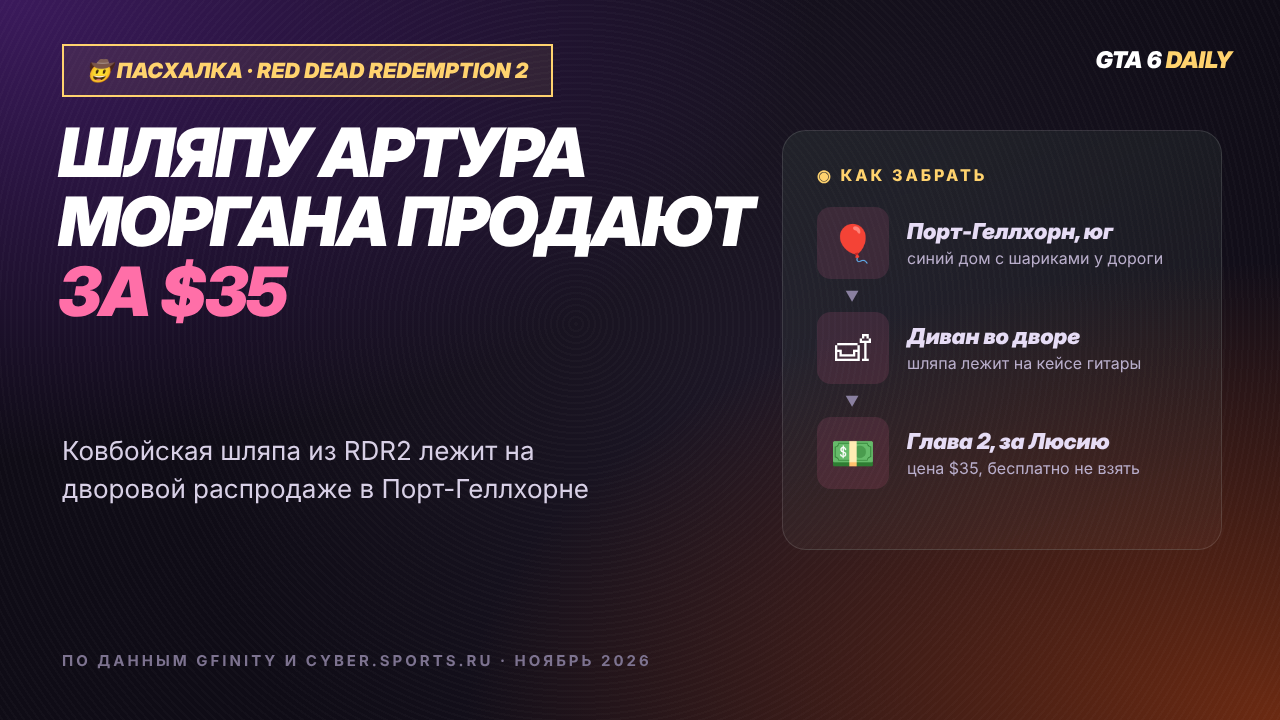 🤠 ПАСХАЛКА · RED DEAD REDEMPTION 2
GTA 6 DAILY
ШЛЯПУ АРТУРА
МОРГАНА ПРОДАЮТ
ЗА $35
Ковбойская шляпа из RDR2 лежит на
дворовой распродаже в Порт-Геллхорне
◉ КАК ЗАБРАТЬ
Порт-Геллхорн, юг
синий дом с шариками у дороги
Диван во дворе
шляпа лежит на кейсе гитары
Глава 2, за Люсию
цена $35, бесплатно не взять
ПО ДАННЫМ GFINITY И CYBER.SPORTS.RU · НОЯБРЬ 2026